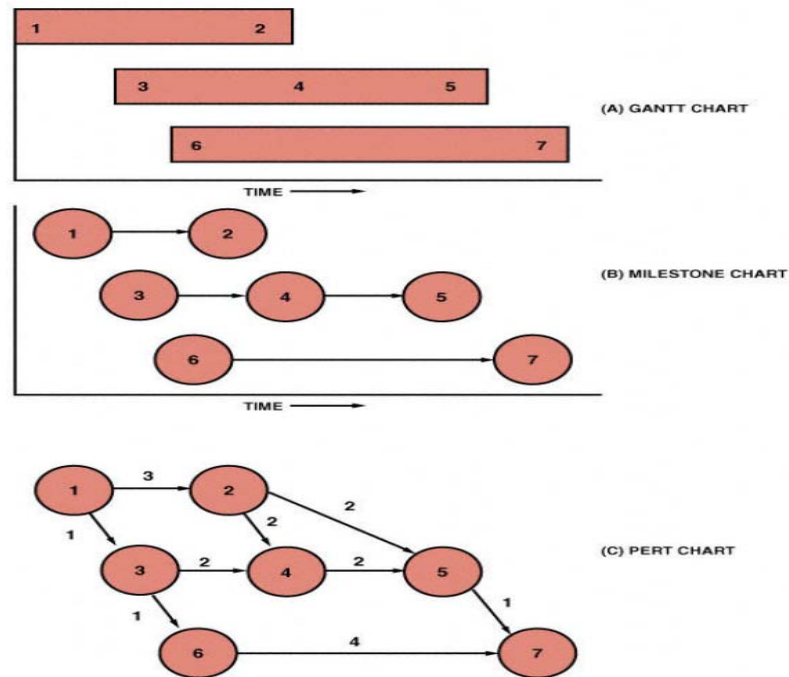 1 2
3 4 5
(A) GANTT CHART
6 7
TIME
1 2
(B) MILESTONE CHART
3 4 5
6 7
TIME
3
1 2
2
1 2
(C) PERT CHART
3 2 4 2 5
1 1
4
6 7